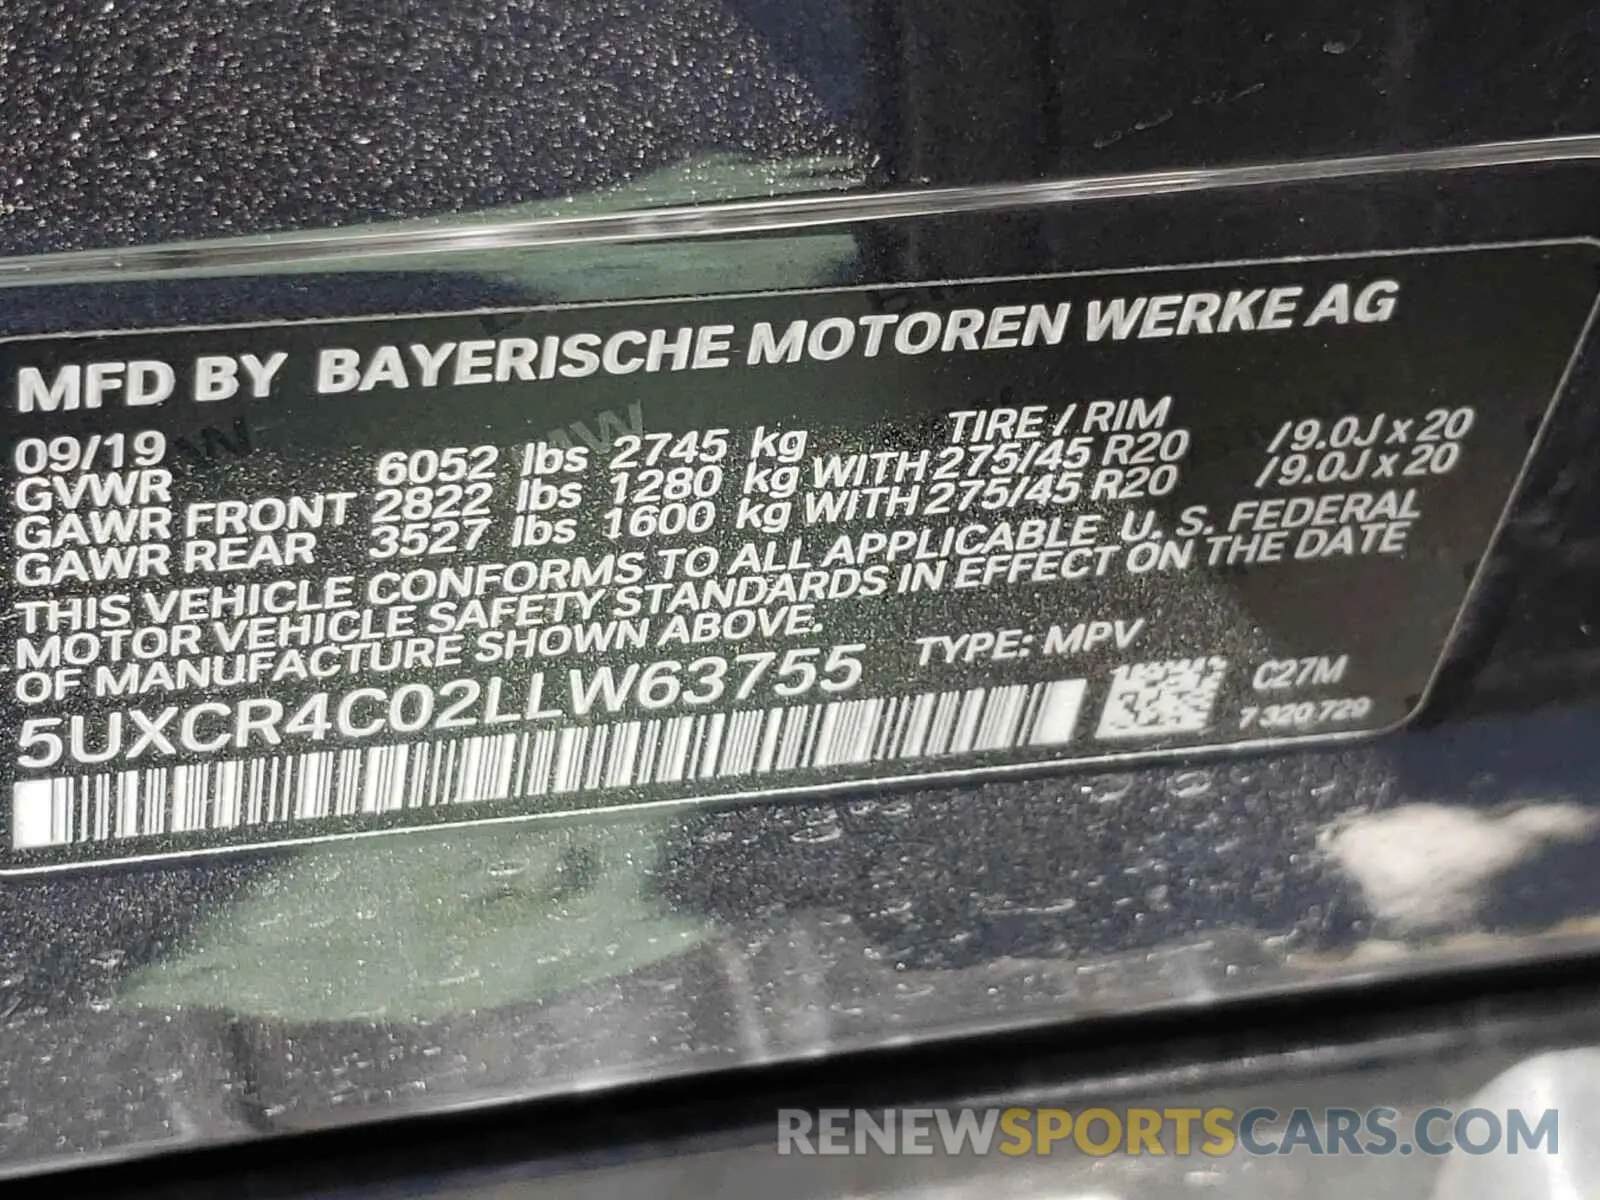 MFD BY BAYERISCHE MOTOREN WERKE AG
09/19 TIRE / RIM
GVWR 6052 lbs 2745 kg
GAWR FRONT 2822 lbs 1280 kg WITH 275/45 R20 /9.0J x 20
GAWR REAR 3527 lbs 1600 kg WITH 275/45 R20 /9.0J x 20
THIS VEHICLE CONFORMS TO ALL APPLICABLE U. S. FEDERAL
MOTOR VEHICLE SAFETY STANDARDS IN EFFECT ON THE DATE
OF MANUFACTURE SHOWN ABOVE.
5UXCR4C02LLW63755 TYPE: MPV
C27M
7 320 729
RENEWSPORTSCARS.COM